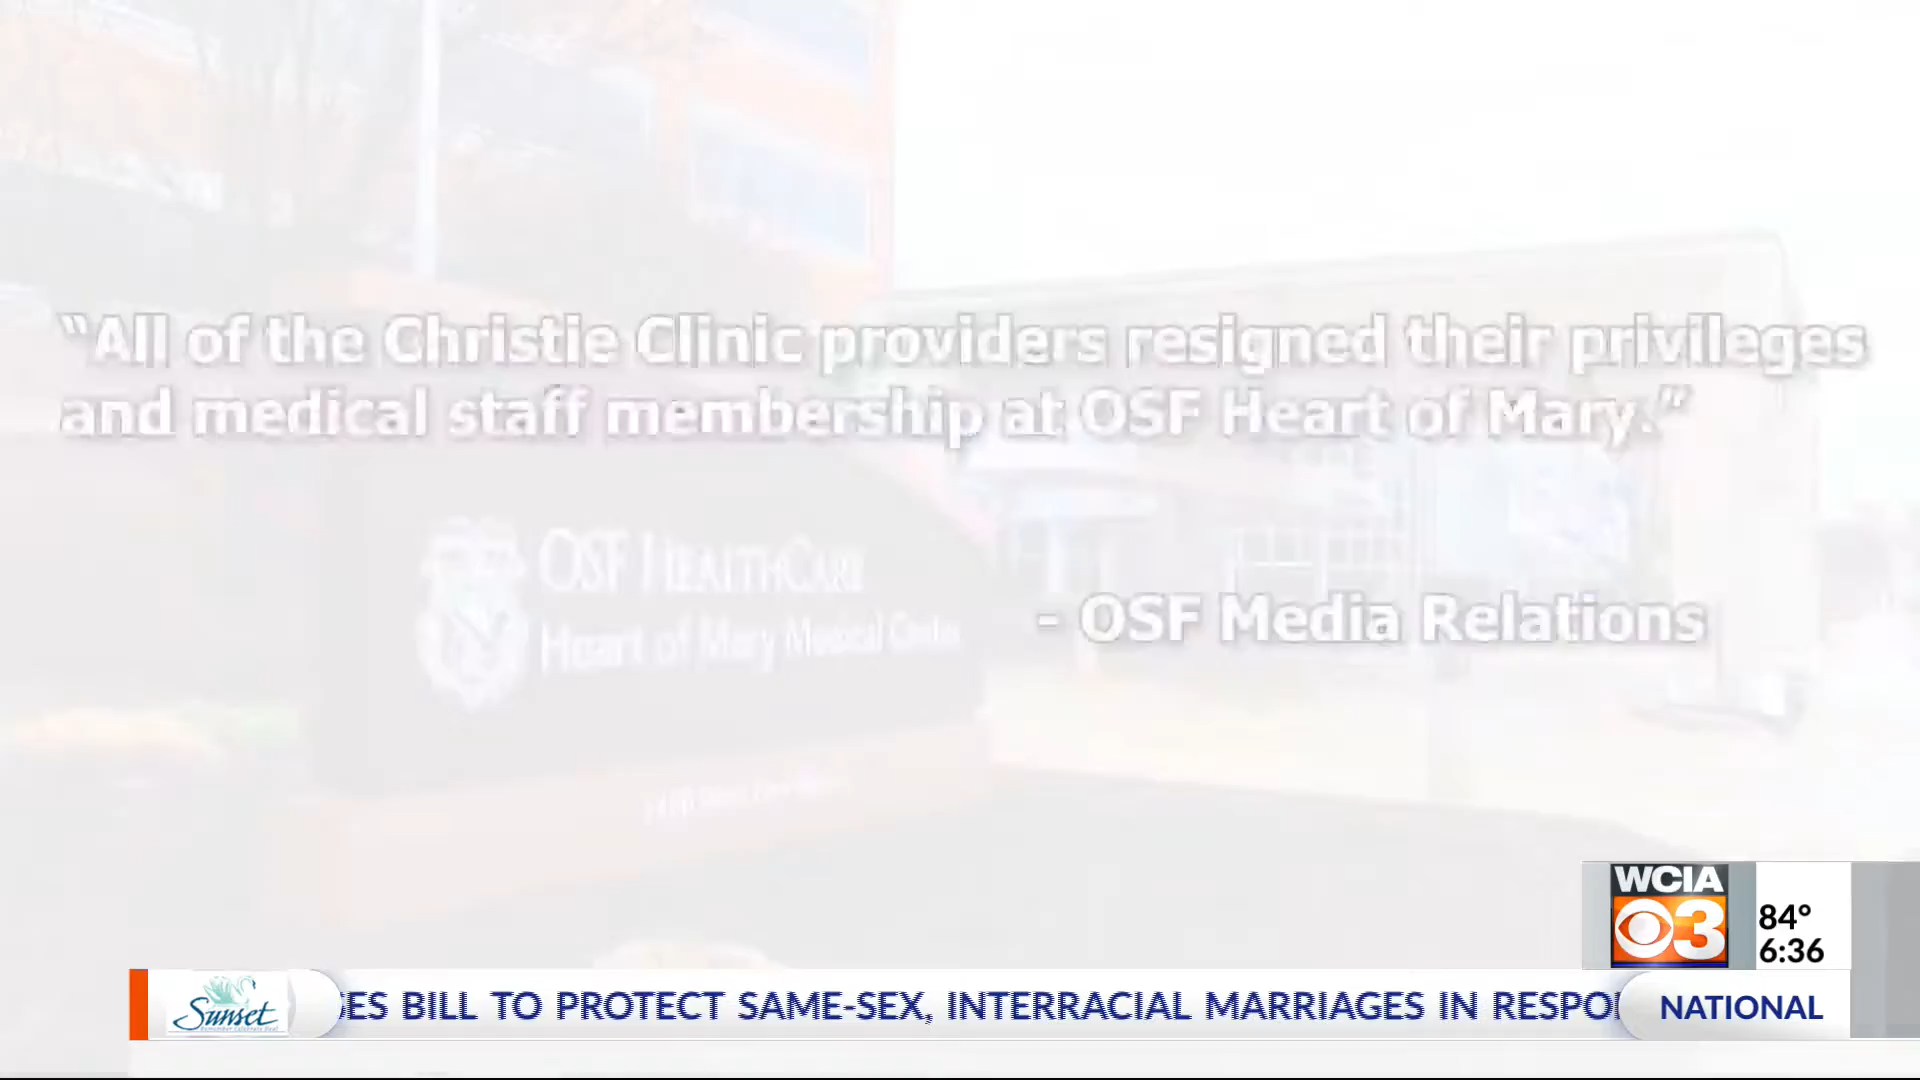 “All of the Christie Clinic providers resigned their privileges
and medical staff membership at OSF Heart of Mary.”
OSF HEALTHCARE
Heart of Mary Medical Center
- OSF Media Relations
WCIA
3
84°
6:36
Sunset
ES BILL TO PROTECT SAME-SEX, INTERRACIAL MARRIAGES IN RESPO
NATIONAL